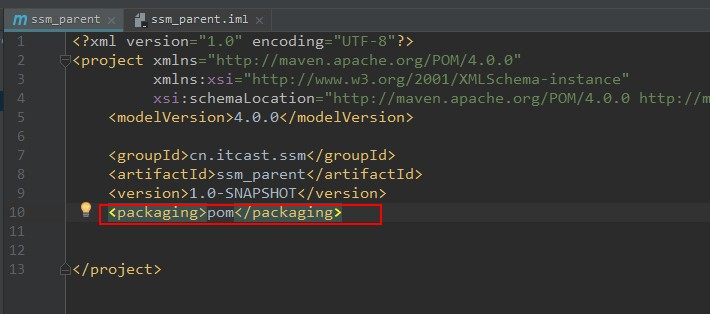 ssm_parent × ssm_parent.iml ×
1 <?xml version="1.0" encoding="UTF-8"?>
2 <project xmlns="http://maven.apache.org/POM/4.0.0"
3 xmlns:xsi="http://www.w3.org/2001/XMLSchema-instance"
4 xsi:schemaLocation="http://maven.apache.org/POM/4.0.0 http://m
5 <modelVersion>4.0.0</modelVersion>
6
7 <groupId>cn.itcast.ssm</groupId>
8 <artifactId>ssm_parent</artifactId>
9 <version>1.0-SNAPSHOT</version>
10 <packaging>pom</packaging>
11
12
13 </project>